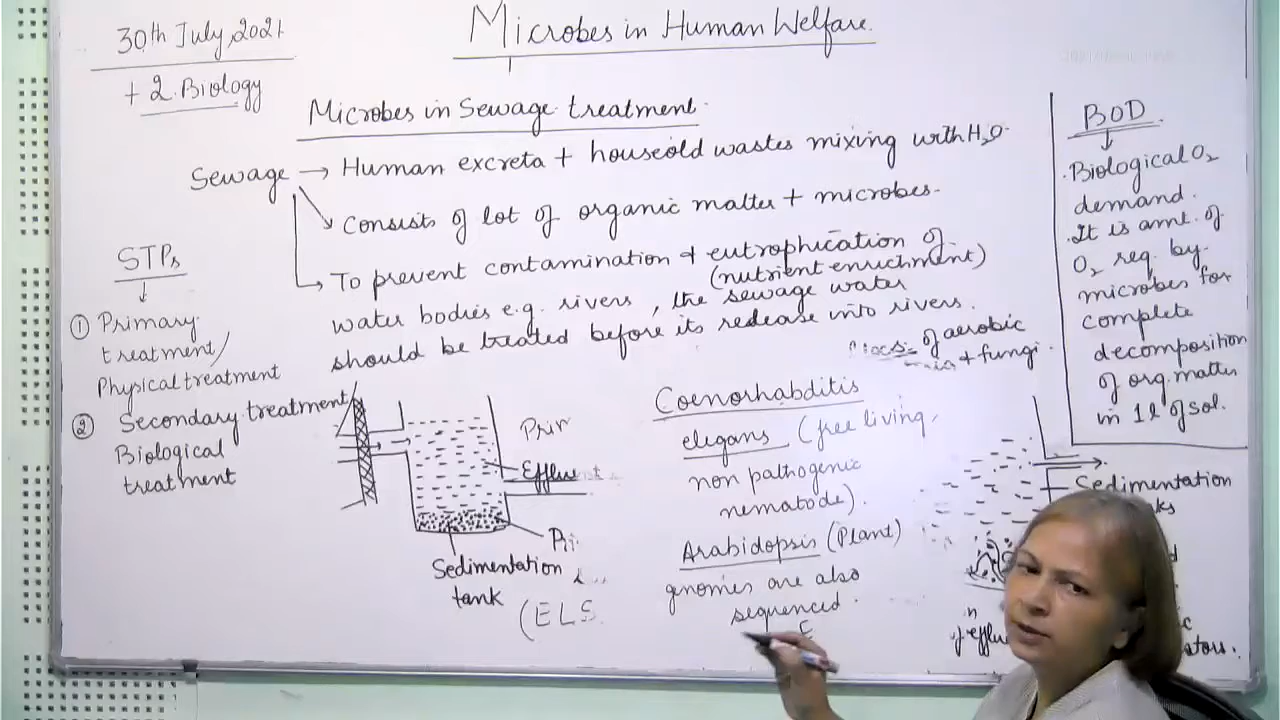 30th July, 2021
+2 Biology
Microbes in Human Welfare.
Microbes in Sewage treatment
Sewage → Human excreta + houseold wastes mixing with H2O
Consists of lot of organic matter + microbes
To prevent contamination & eutrophication of
(nutrient enrichment)
water bodies e.g. rivers, the sewage water
should be treated before its redease into rivers.
STPs
① Primary
treatment/
Physical treatment
② Secondary treatment
Biological
treatment
Effluent
Sedimentation
tank
(ELS
of aerobic
+ fungi
Coenorhabditis
elegans (free living,
non pathogenic
nematode).
Arabidopsis (Plant)
genomes are also
sequenced
BOD
Biological O2
demand.
It is amt. of
O2 req. by
microbes for
complete
decomposition
of org. matter
in 1l of sol.
Sedimentation